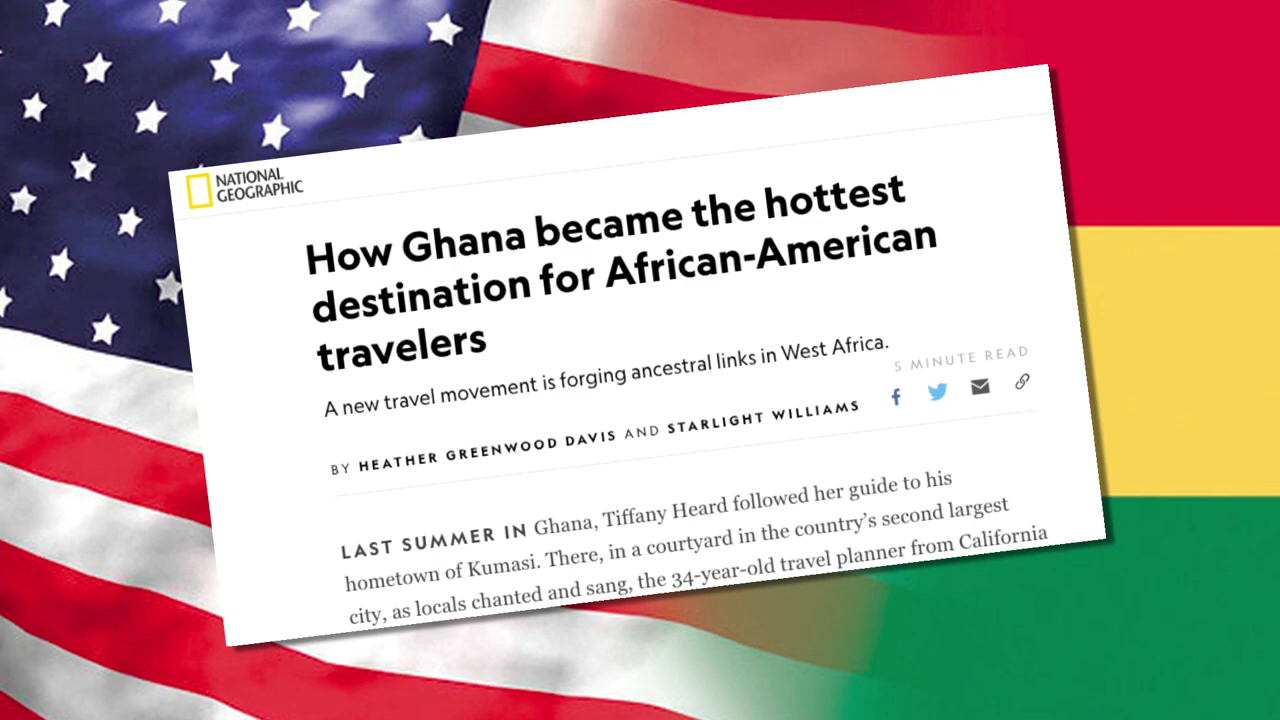 NATIONAL
GEOGRAPHIC
How Ghana became the hottest
destination for African-American
travelers
A new travel movement is forging ancestral links in West Africa.
5 MINUTE READ
BY HEATHER GREENWOOD DAVIS AND STARLIGHT WILLIAMS
LAST SUMMER IN Ghana, Tiffany Heard followed her guide to his
hometown of Kumasi. There, in a courtyard in the country’s second largest
city, as locals chanted and sang, the 34-year-old travel planner from California